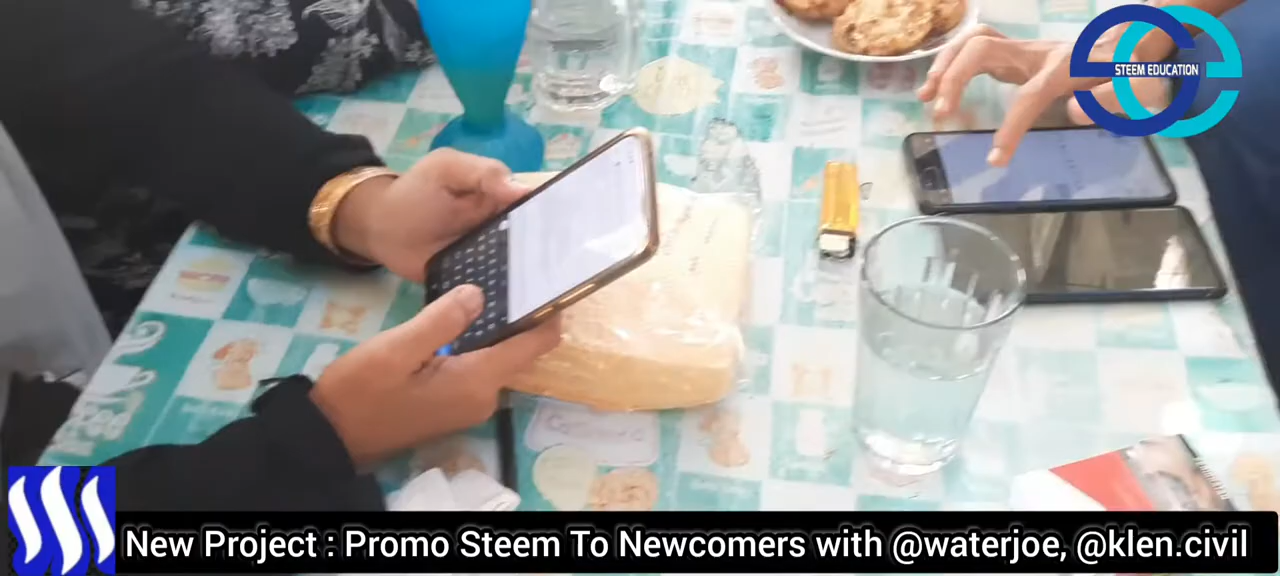 STEEM EDUCATION
New Project : Promo Steem To Newcomers with @waterjoe, @klen.civil